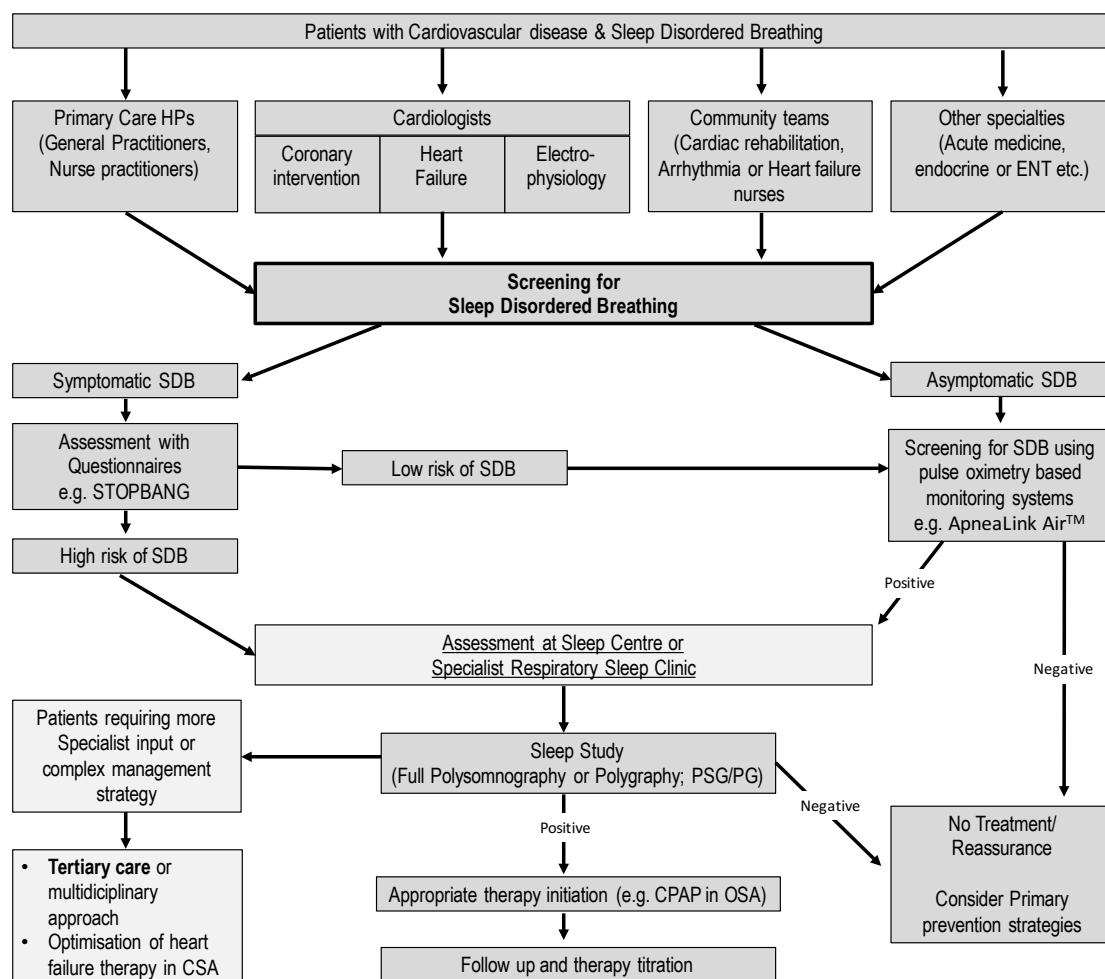 Patients with Cardiovascular disease & Sleep Disordered Breathing
Primary Care HPs
(General Practitioners,
Nurse practitioners)
Cardiologists
Coronary
intervention
Heart
Failure
Electro-
physiology
Community teams
(Cardiac rehabilitation,
Arrhythmia or Heart failure
nurses
Other specialties
(Acute medicine,
endocrine or ENT etc.)
Screening for
Sleep Disordered Breathing
Symptomatic SDB
Asymptomatic SDB
Assessment with
Questionnaires
e.g. STOPBANG
Low risk of SDB
Screening for SDB using
pulse oximetry based
monitoring systems
e.g. ApneaLink Air™
High risk of SDB
Positive
Negative
Assessment at Sleep Centre or
Specialist Respiratory Sleep Clinic
Patients requiring more
Specialist input or
complex management
strategy
Sleep Study
(Full Polysomnography or Polygraphy; PSG/PG)
Negative
Positive
No Treatment/
Reassurance
Consider Primary
prevention strategies
• Tertiary care or
multidiciplinary
approach
• Optimisation of heart
failure therapy in CSA
Appropriate therapy initiation (e.g. CPAP in OSA)
Follow up and therapy titration